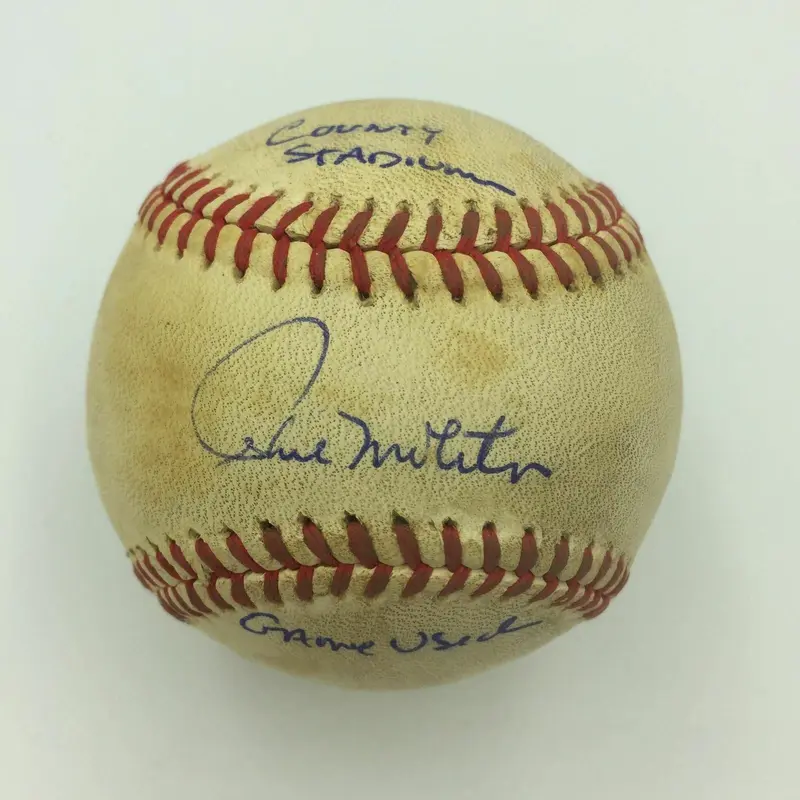 COUNTY
STADIUM
Paul Molitor
GAME USED